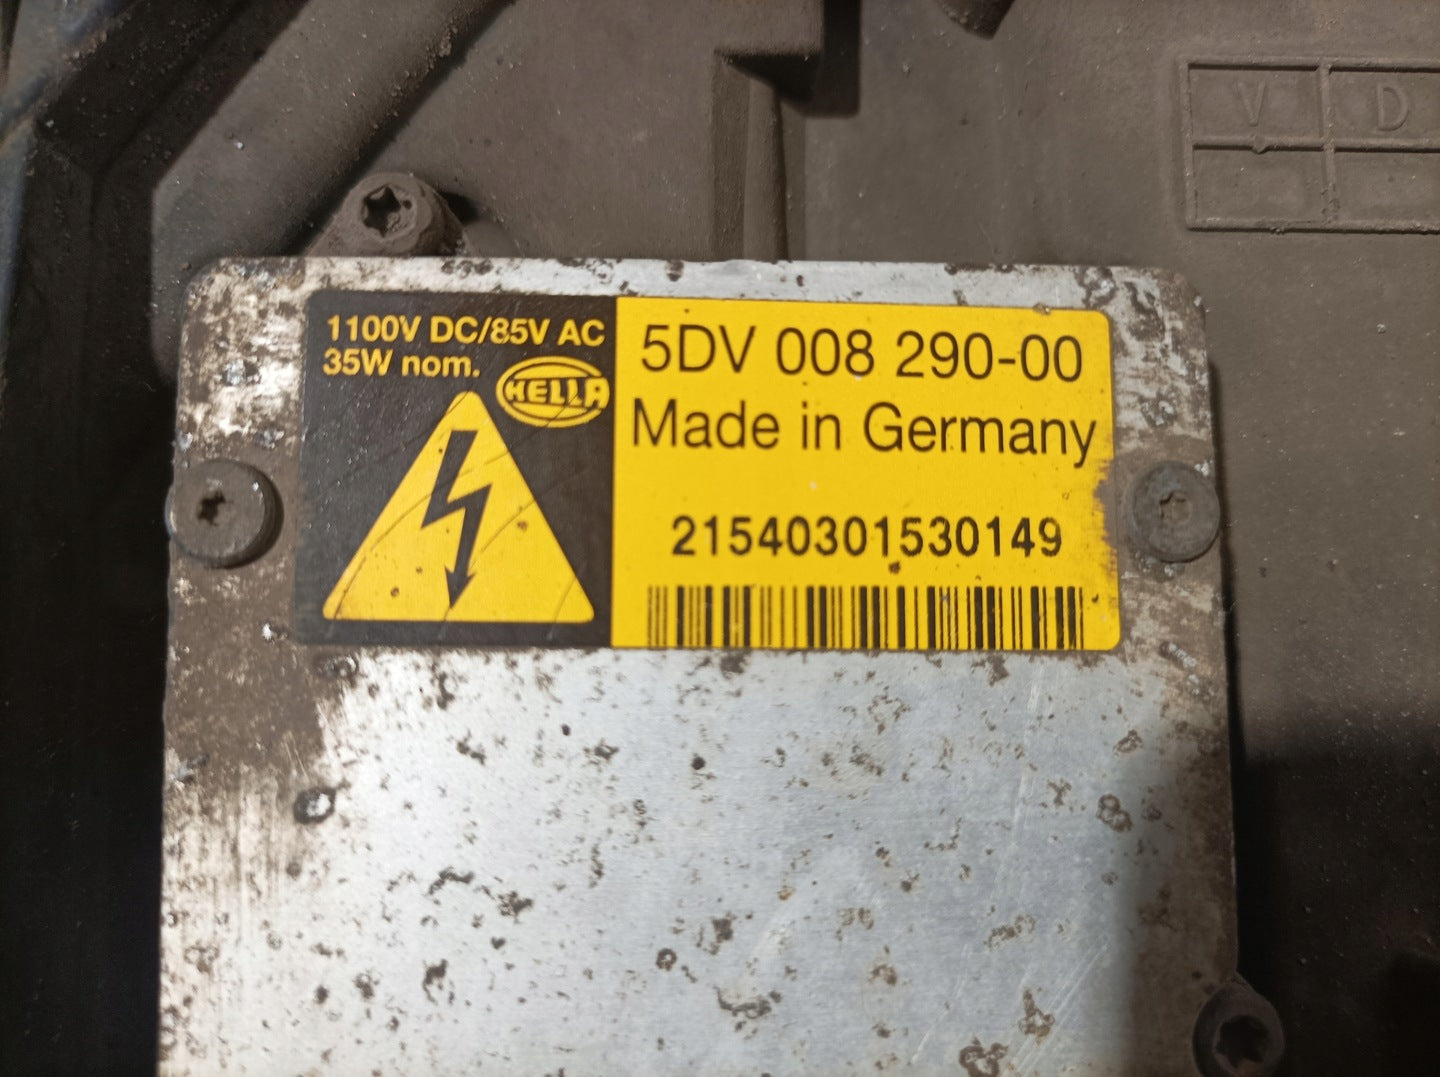 V D
1100V DC/85V AC
35W nom.
HELLA
5DV 008 290-00
Made in Germany
21540301530149